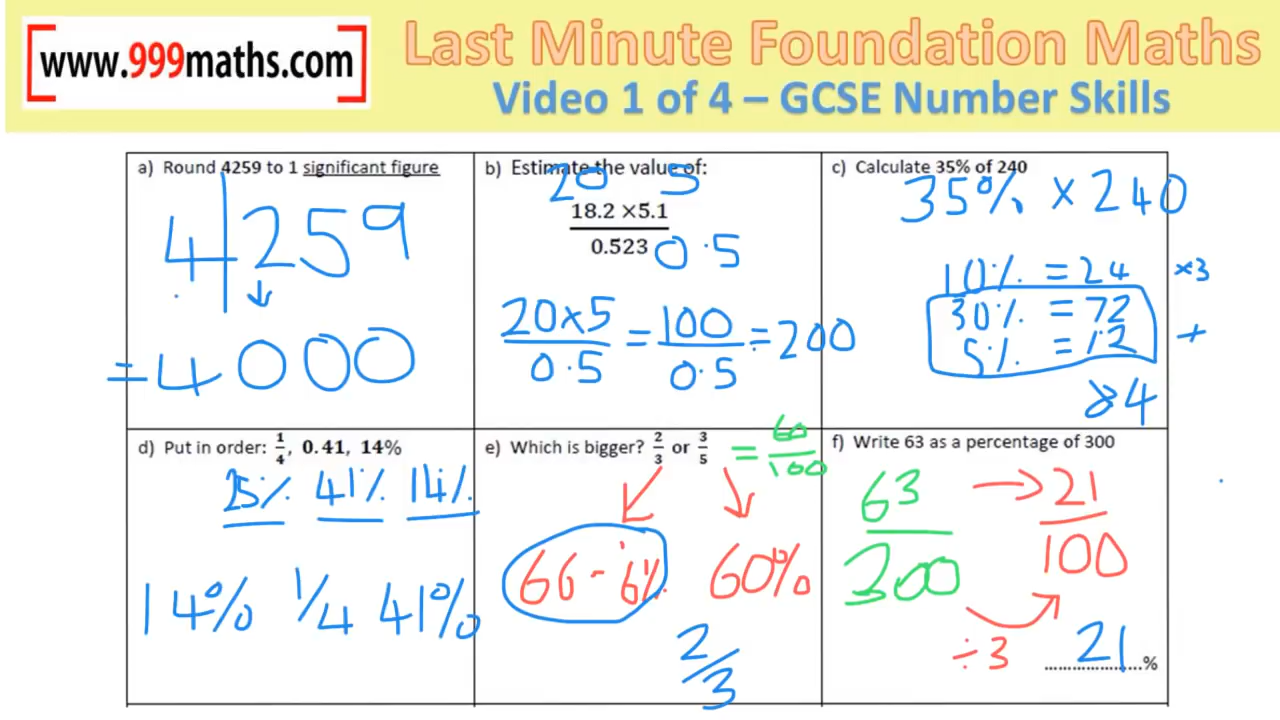 www.999maths.com
Last Minute Foundation Maths
Video 1 of 4 – GCSE Number Skills
a) Round 4259 to 1 significant figure
4|259
=4000
b) Estimate the value of:
20 5
18.2 ×5.1
0.523
0.5
20x5/0.5 = 100/0.5 = 200
c) Calculate 35% of 240
35% x 240
10% = 24 x3
30% = 72
5% = 12 +
84
d) Put in order: 1/4, 0.41, 14%
25% 41% 14%
14% 1/4 41%
e) Which is bigger? 2/3 or 3/5 = 60/100
66.6% 60%
2/3
f) Write 63 as a percentage of 300
63/300 → 21/100
÷3
21
....................%